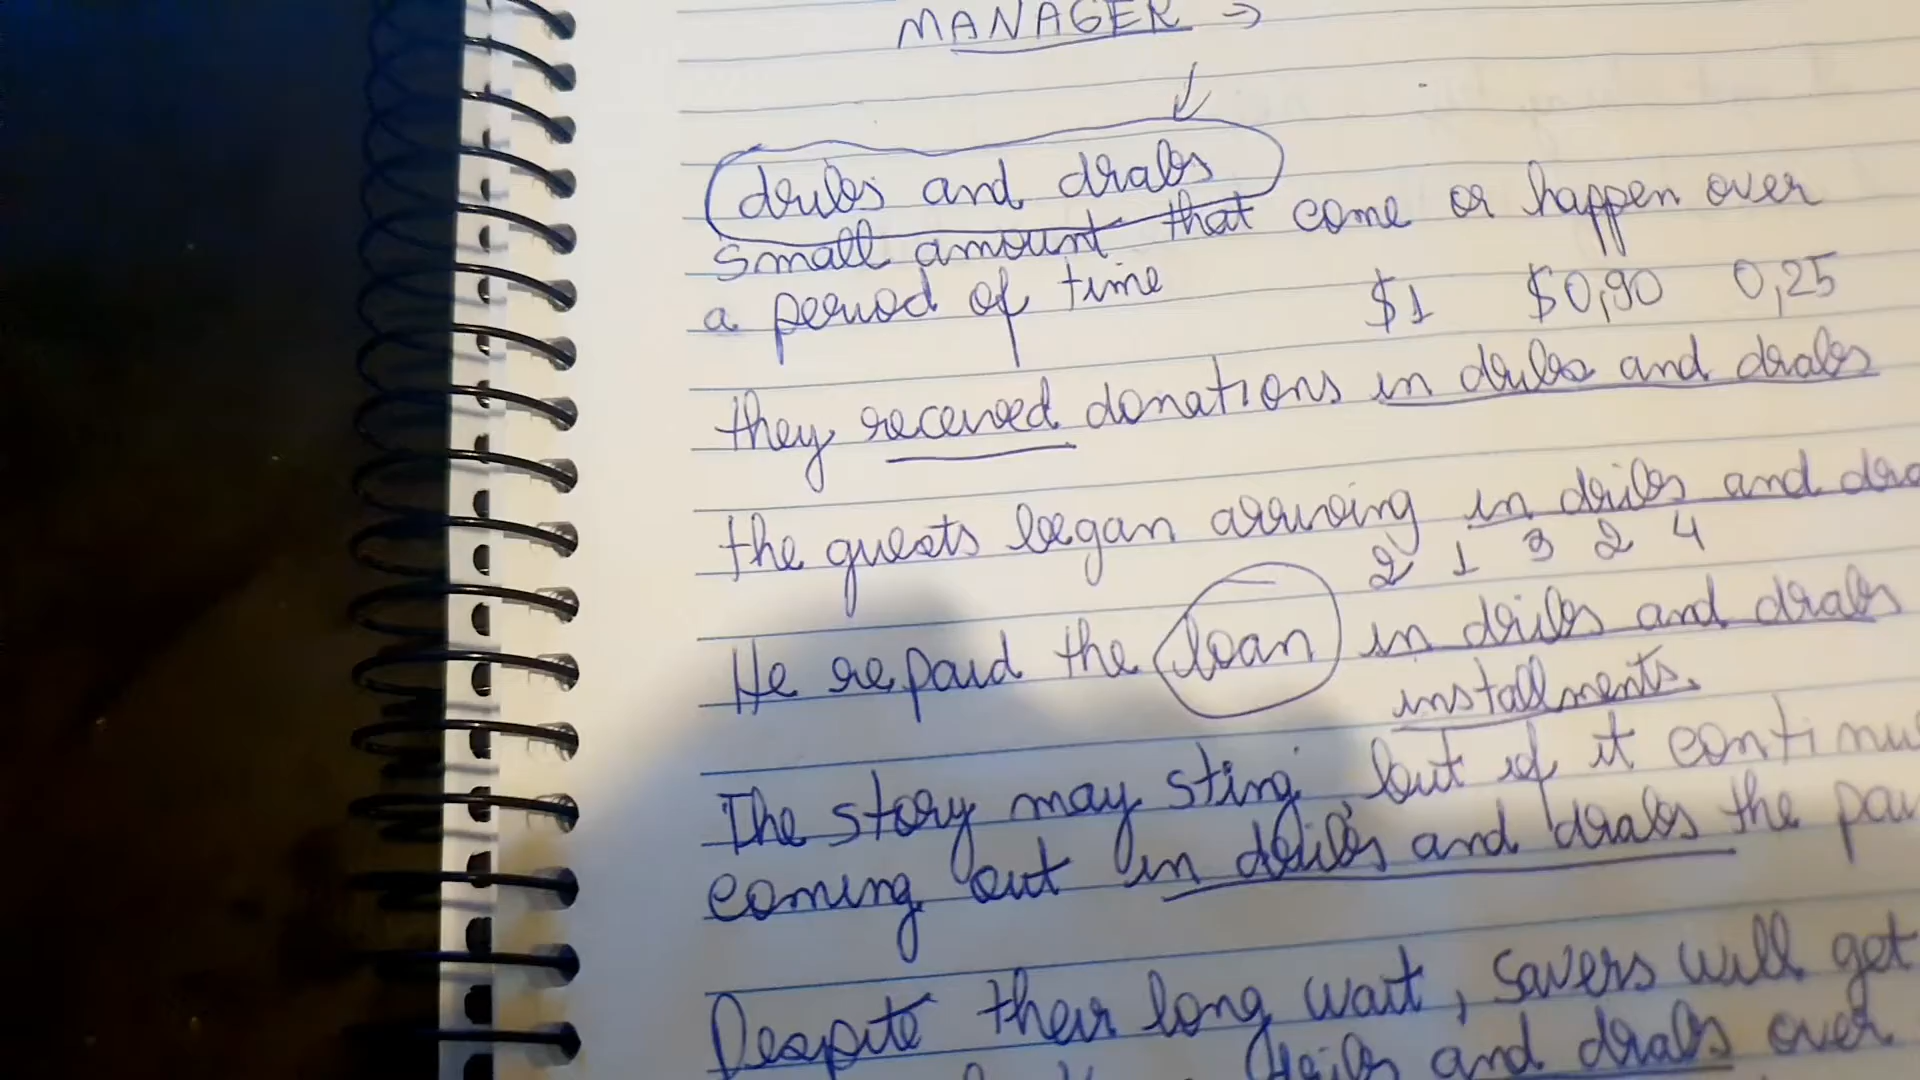 MANAGER →
dribs and drabs
small amount that come or happen over
a period of time $1 $0,90 0,25
they received donations in dribs and drabs
the guests began arriving in dribs and dra
2 1 3 2 4
He repaid the loan in dribs and drabs
installments.
The story may sting, but if it continu
coming out in dribs and drabs the pai
Despite their long wait, savers will get
dribs and drabs over